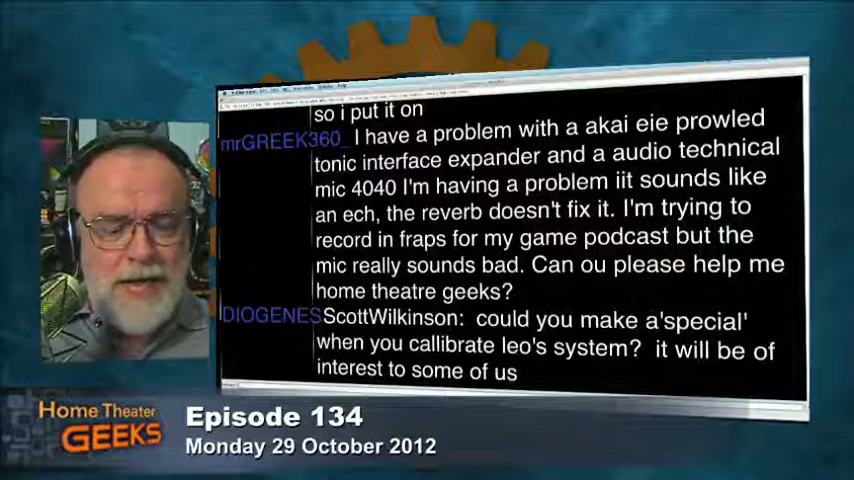 so i put it on
mrGREEK360_ I have a problem with a akai eie prowled
tonic interface expander and a audio technical
mic 4040 I'm having a problem iit sounds like
an ech, the reverb doesn't fix it. I'm trying to
record in fraps for my game podcast but the
mic really sounds bad. Can ou please help me
home theatre geeks?
DIOGENES ScottWilkinson: could you make a'special'
when you callibrate leo's system? it will be of
interest to some of us
Home Theater
GEEKS
Episode 134
Monday 29 October 2012